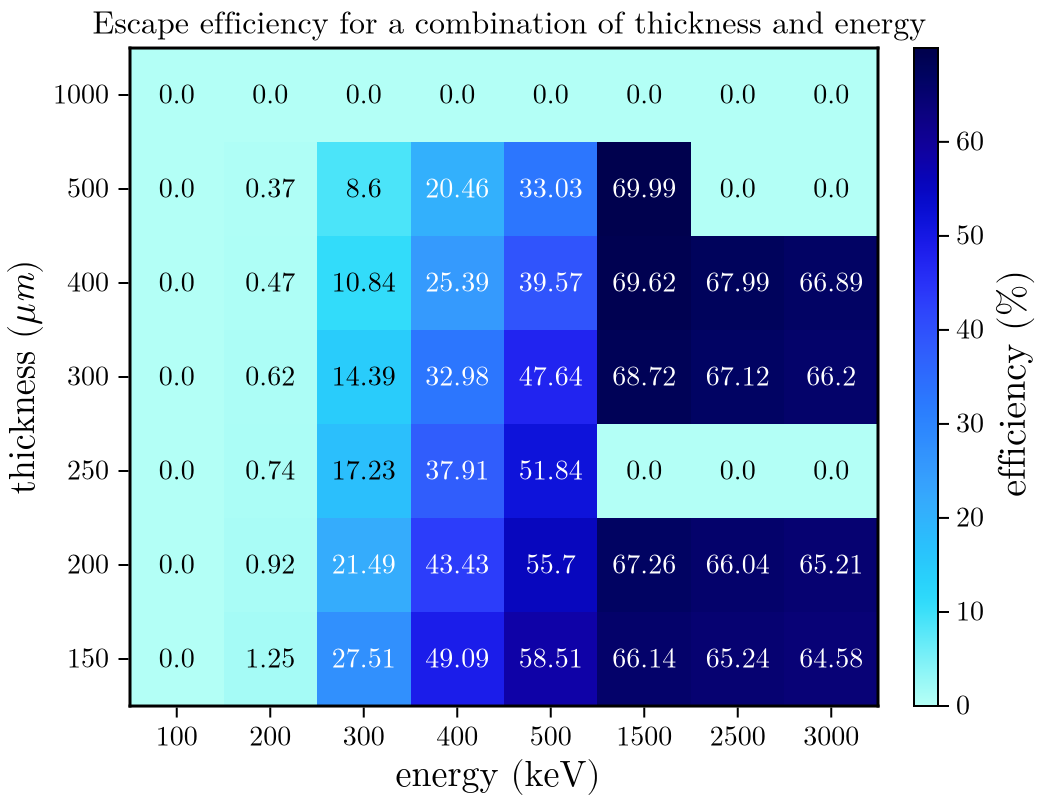 Escape efficiency for a combination of thickness and energy
1000 0.0 0.0 0.0 0.0 0.0 0.0 0.0 0.0
500 0.0 0.37 8.6 20.46 33.03 69.99 0.0 0.0
400 0.0 0.47 10.84 25.39 39.57 69.62 67.99 66.89
300 0.0 0.62 14.39 32.98 47.64 68.72 67.12 66.2
250 0.0 0.74 17.23 37.91 51.84 0.0 0.0 0.0
200 0.0 0.92 21.49 43.43 55.7 67.26 66.04 65.21
150 0.0 1.25 27.51 49.09 58.51 66.14 65.24 64.58
100 200 300 400 500 1500 2500 3000
energy (keV)
thickness (μm)
60
50
40
30
20
10
0
efficiency (%)